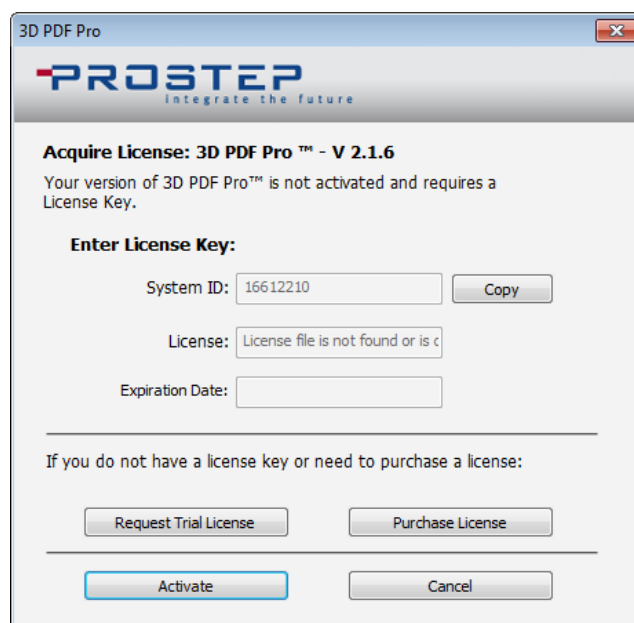 3D PDF Pro
PROSTEP
integrate the future
Acquire License: 3D PDF Pro ™ - V 2.1.6
Your version of 3D PDF Pro™ is not activated and requires a
License Key.
Enter License Key:
System ID: 16612210 Copy
License: License file is not found or is c
Expiration Date:
If you do not have a license key or need to purchase a license:
Request Trial License Purchase License
Activate Cancel